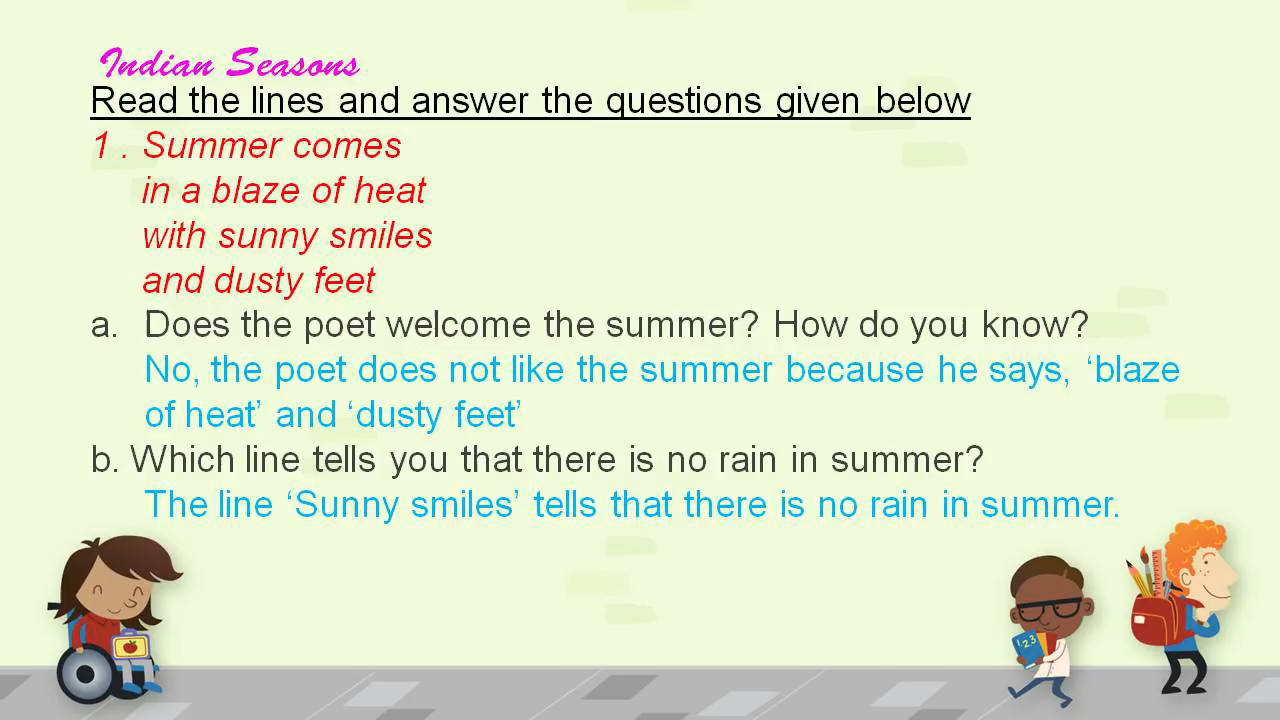 Indian Seasons
Read the lines and answer the questions given below
1 . Summer comes
in a blaze of heat
with sunny smiles
and dusty feet
a. Does the poet welcome the summer? How do you know?
No, the poet does not like the summer because he says, ‘blaze
of heat’ and ‘dusty feet’
b. Which line tells you that there is no rain in summer?
The line ‘Sunny smiles’ tells that there is no rain in summer.
123